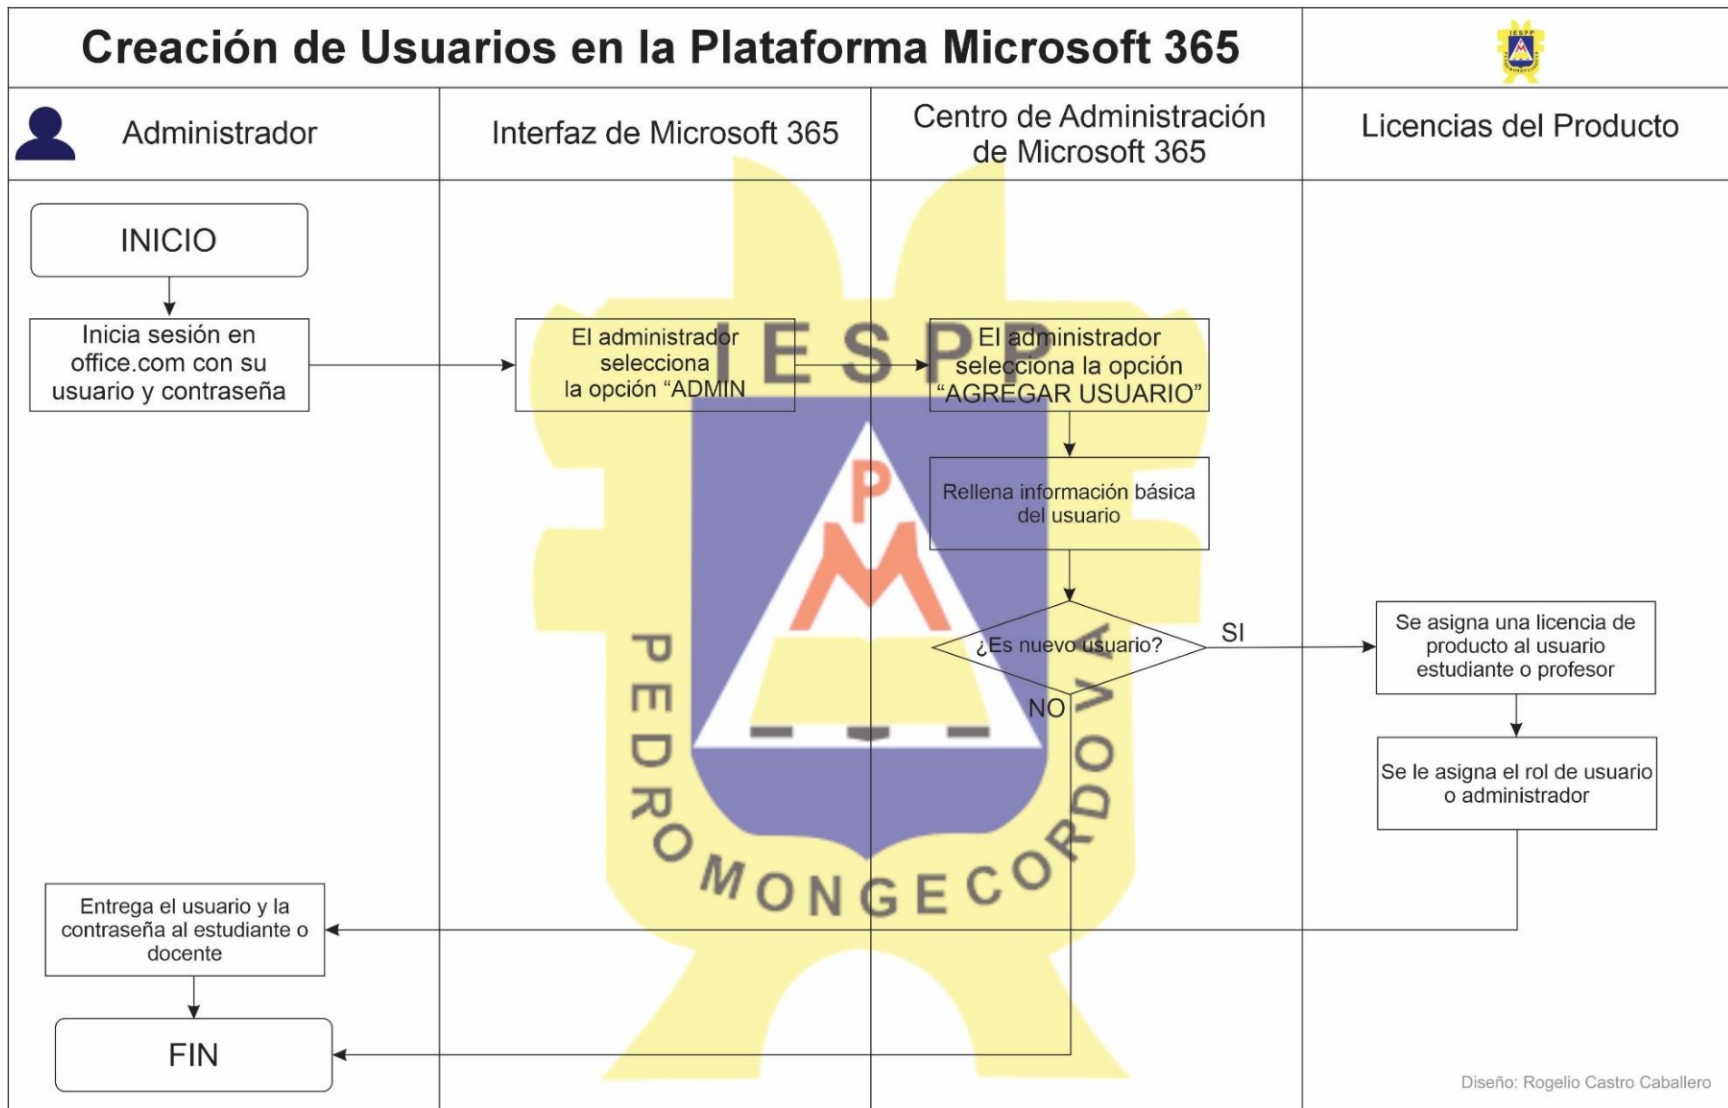 Creación de Usuarios en la Plataforma Microsoft 365
IESPP
Administrador
Interfaz de Microsoft 365
Centro de Administración
de Microsoft 365
Licencias del Producto
INICIO
Inicia sesión en
office.com con su
usuario y contraseña
El administrador
selecciona
la opción “ADMIN
El administrador
selecciona la opción
“AGREGAR USUARIO”
Rellena información básica
del usuario
¿Es nuevo usuario?
SI
NO
Se asigna una licencia de
producto al usuario
estudiante o profesor
Se le asigna el rol de usuario
o administrador
Entrega el usuario y la
contraseña al estudiante o
docente
FIN
IESPP
P
M
PEDRO MONGE CORDOVA
Diseño: Rogelio Castro Caballero